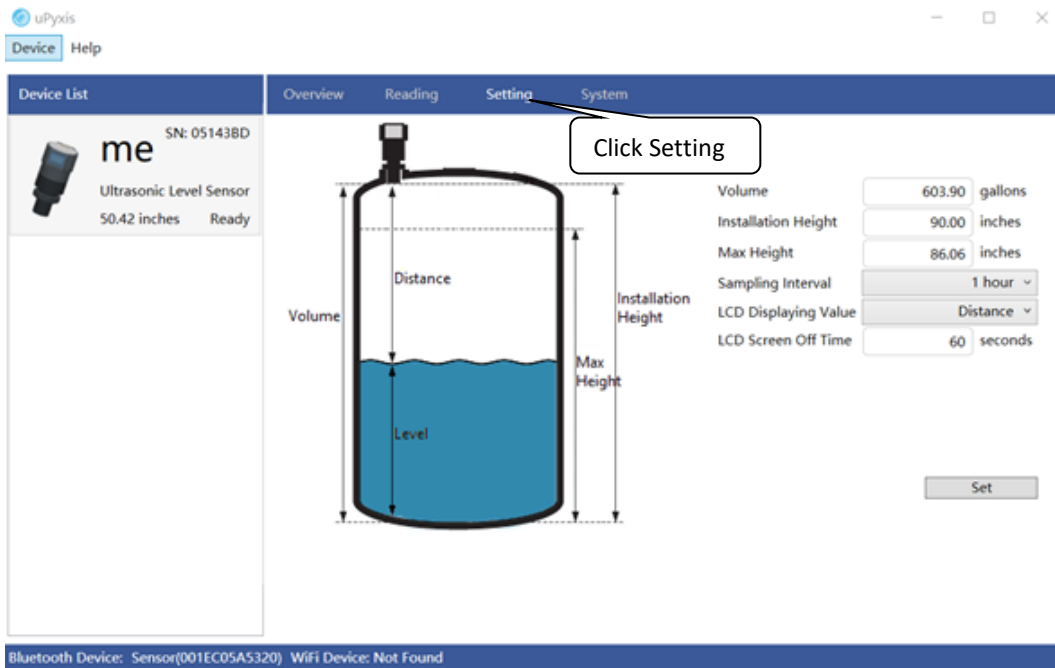 uPyxis
Device Help
Device List
Overview Reading Setting System
Click Setting
SN: 05143BD
me
Ultrasonic Level Sensor
50.42 inches Ready
Volume
Distance
Level
Max
Height
Installation
Height
Volume 603.90 gallons
Installation Height 90.00 inches
Max Height 86.06 inches
Sampling Interval 1 hour
LCD Displaying Value Distance
LCD Screen Off Time 60 seconds
Set
Bluetooth Device: Sensor(001EC05A5320) WiFi Device: Not Found